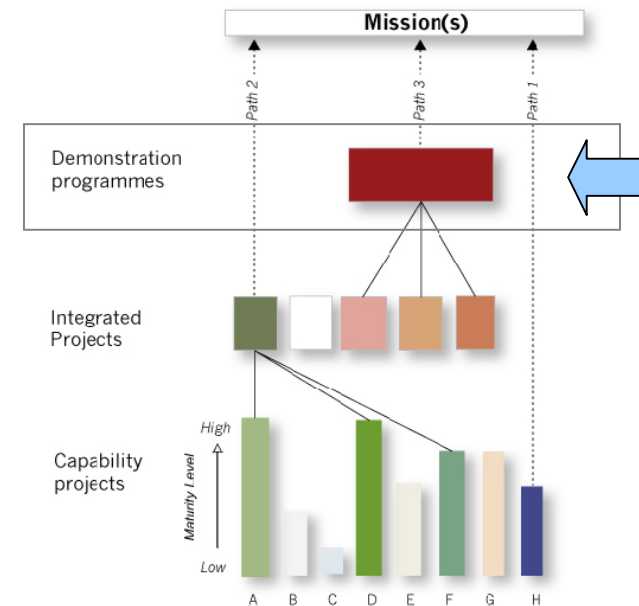 Mission(s)
Path 2
Path 3
Path 1
Demonstration
programmes
Integrated
Projects
Capability
projects
High
Maturity Level
Low
A B C D E F G H